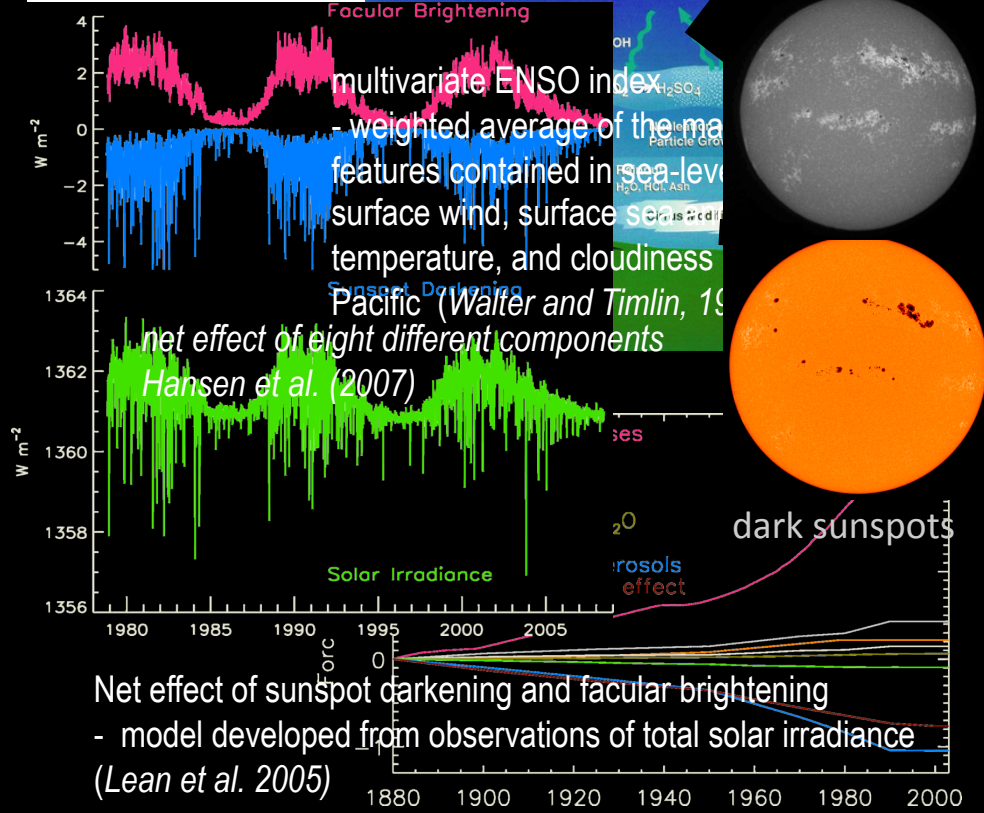 Facular Brightening
4
2
0
-2
-4
W m⁻²
OH
H₂SO₄
multivariate ENSO index
- weighted average of the ma
Particle Grow
features contained in sea-leve
H₂O, HCl, Ash
surface wind, surface sea an
temperature, and cloudiness
Sunspot Darkening
Pacific (Walter and Timlin, 19
net effect of eight different components
Hansen et al. (2007)
1364
1362
1360
1358
1356
W m⁻²
Solar Irradiance
1980 1985 1990 1995 2000 2005
ses
₂O
erosols
effect
dark sunspots
Forc
0
-1
Net effect of sunspot darkening and facular brightening
- model developed from observations of total solar irradiance
(Lean et al. 2005)
1880 1900 1920 1940 1960 1980 2000